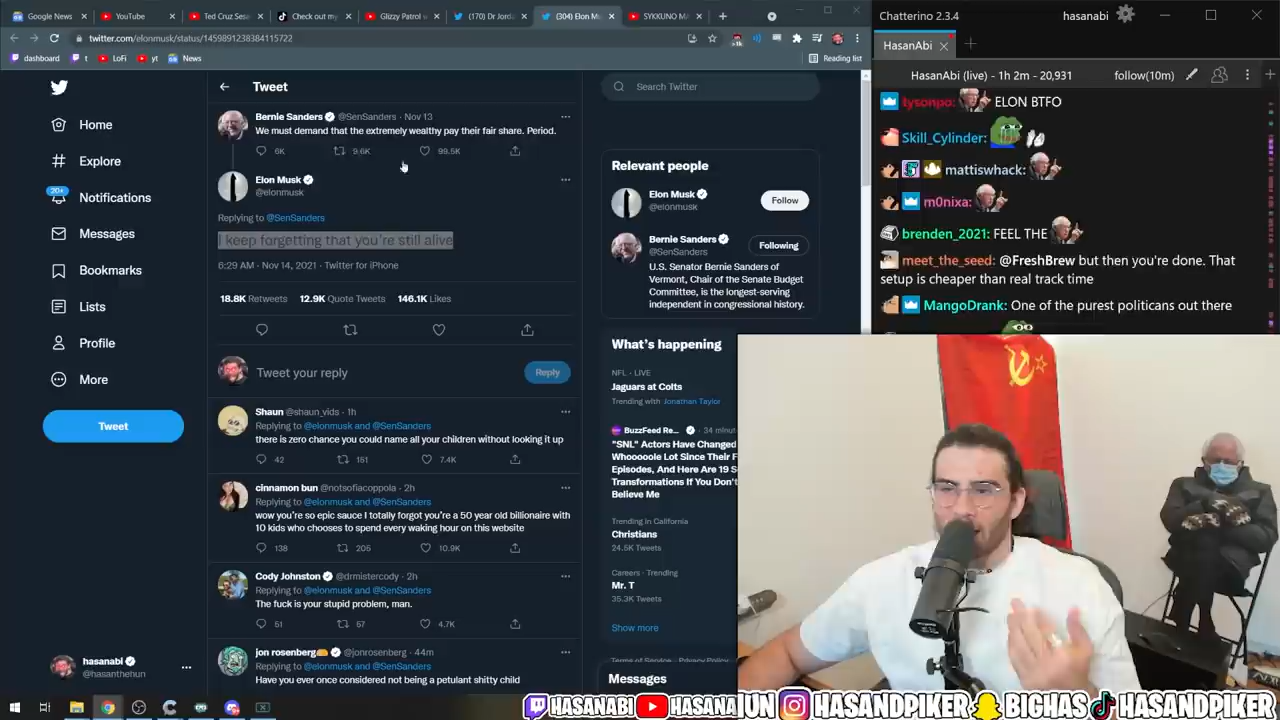 Google News
YouTube
Ted Cruz Sese
Check out my
Glizzy Patrol
(170) Dr Jorda
(304) Elon Mu
SYKKUNO MA
twitter.com/elonmusk/status/1459891238384115722
dashboard
t
LoFi
yt
News
Reading list
Home
Explore
20+
Notifications
Messages
Bookmarks
Lists
Profile
More
Tweet
hasanabi
@hasanthehun
Tweet
Bernie Sanders @SenSanders · Nov 13
We must demand that the extremely wealthy pay their fair share. Period.
6K 9.6K 99.5K
Elon Musk
@elonmusk
Replying to @SenSanders
I keep forgetting that you're still alive
6:29 AM · Nov 14, 2021 · Twitter for iPhone
18.8K Retweets 12.9K Quote Tweets 146.1K Likes
Tweet your reply
Reply
Shaun @shaun_vids · 1h
Replying to @elonmusk and @SenSanders
there is zero chance you could name all your children without looking it up
42 151 7.4K
cinnamon bun @notsofiacoppola · 2h
Replying to @elonmusk and @SenSanders
wow you're so epic sauce I totally forgot you're a 50 year old billionaire with
10 kids who chooses to spend every waking hour on this website
138 205 10.9K
Cody Johnston @drmistercody · 2h
Replying to @elonmusk and @SenSanders
The fuck is your stupid problem, man.
51 57 4.7K
jon rosenberg @jonrosenberg · 44m
Replying to @elonmusk and @SenSanders
Have you ever once considered not being a petulant shitty child
Search Twitter
Relevant people
Elon Musk
@elonmusk
Follow
Bernie Sanders
@SenSanders
Following
U.S. Senator Bernie Sanders of
Vermont, Chair of the Senate Budget
Committee, is the longest-serving
independent in congressional history.
What's happening
NFL · LIVE
Jaguars at Colts
Trending with Jonathan Taylor
BuzzFeed Re... · 34 minut
"SNL" Actors Have Changed
Whooooole Lot Since Their F
Episodes, And Here Are 19 S
Transformations If You Don't
Believe Me
Trending in California
Christians
24.5K Tweets
Careers · Trending
Mr. T
35.3K Tweets
Show more
Terms of Service Privacy Policy
Messages
Chatterino 2.3.4
hasanabi
HasanAbi
HasanAbi (live) - 1h 2m - 20,931
follow(10m)
tysonpo: ELON BTFO
Skill_Cylinder:
mattiswhack:
m0nixa:
brenden_2021: FEEL THE
meet_the_seed: @FreshBrew but then you're done. That
setup is cheaper than real track time
MangoDrank: One of the purest politicans out there
HASANABI
HASANA
UN
HASANDPIKER
BIGHAS
HASANDPIKER